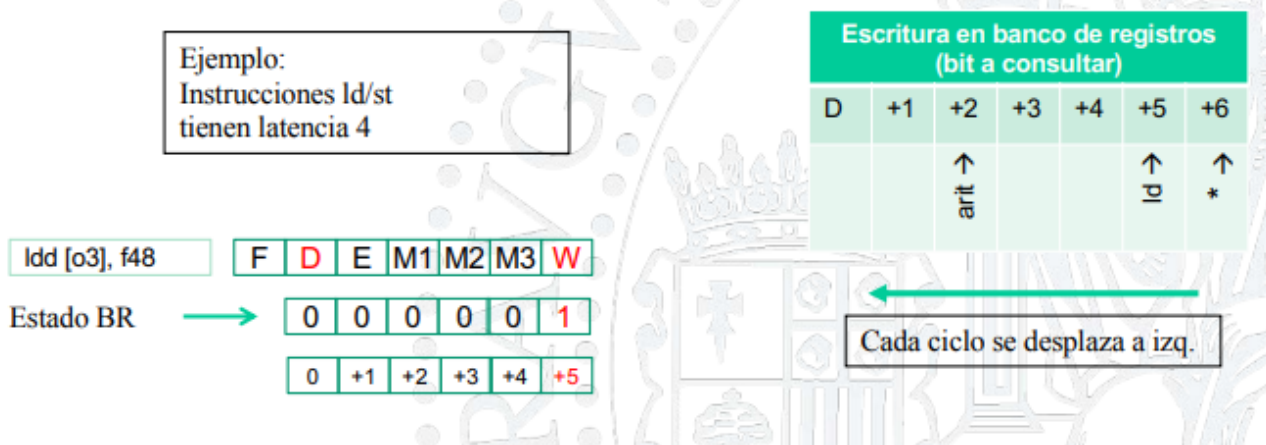 Ejemplo:
Instrucciones ld/st
tienen latencia 4
Escritura en banco de registros
(bit a consultar)
D +1 +2 +3 +4 +5 +6
arit → ld → * →
ldd [o3], f48 F D E M1 M2 M3 W
Estado BR → 0 0 0 0 0 1
0 +1 +2 +3 +4 +5
Cada ciclo se desplaza a izq.